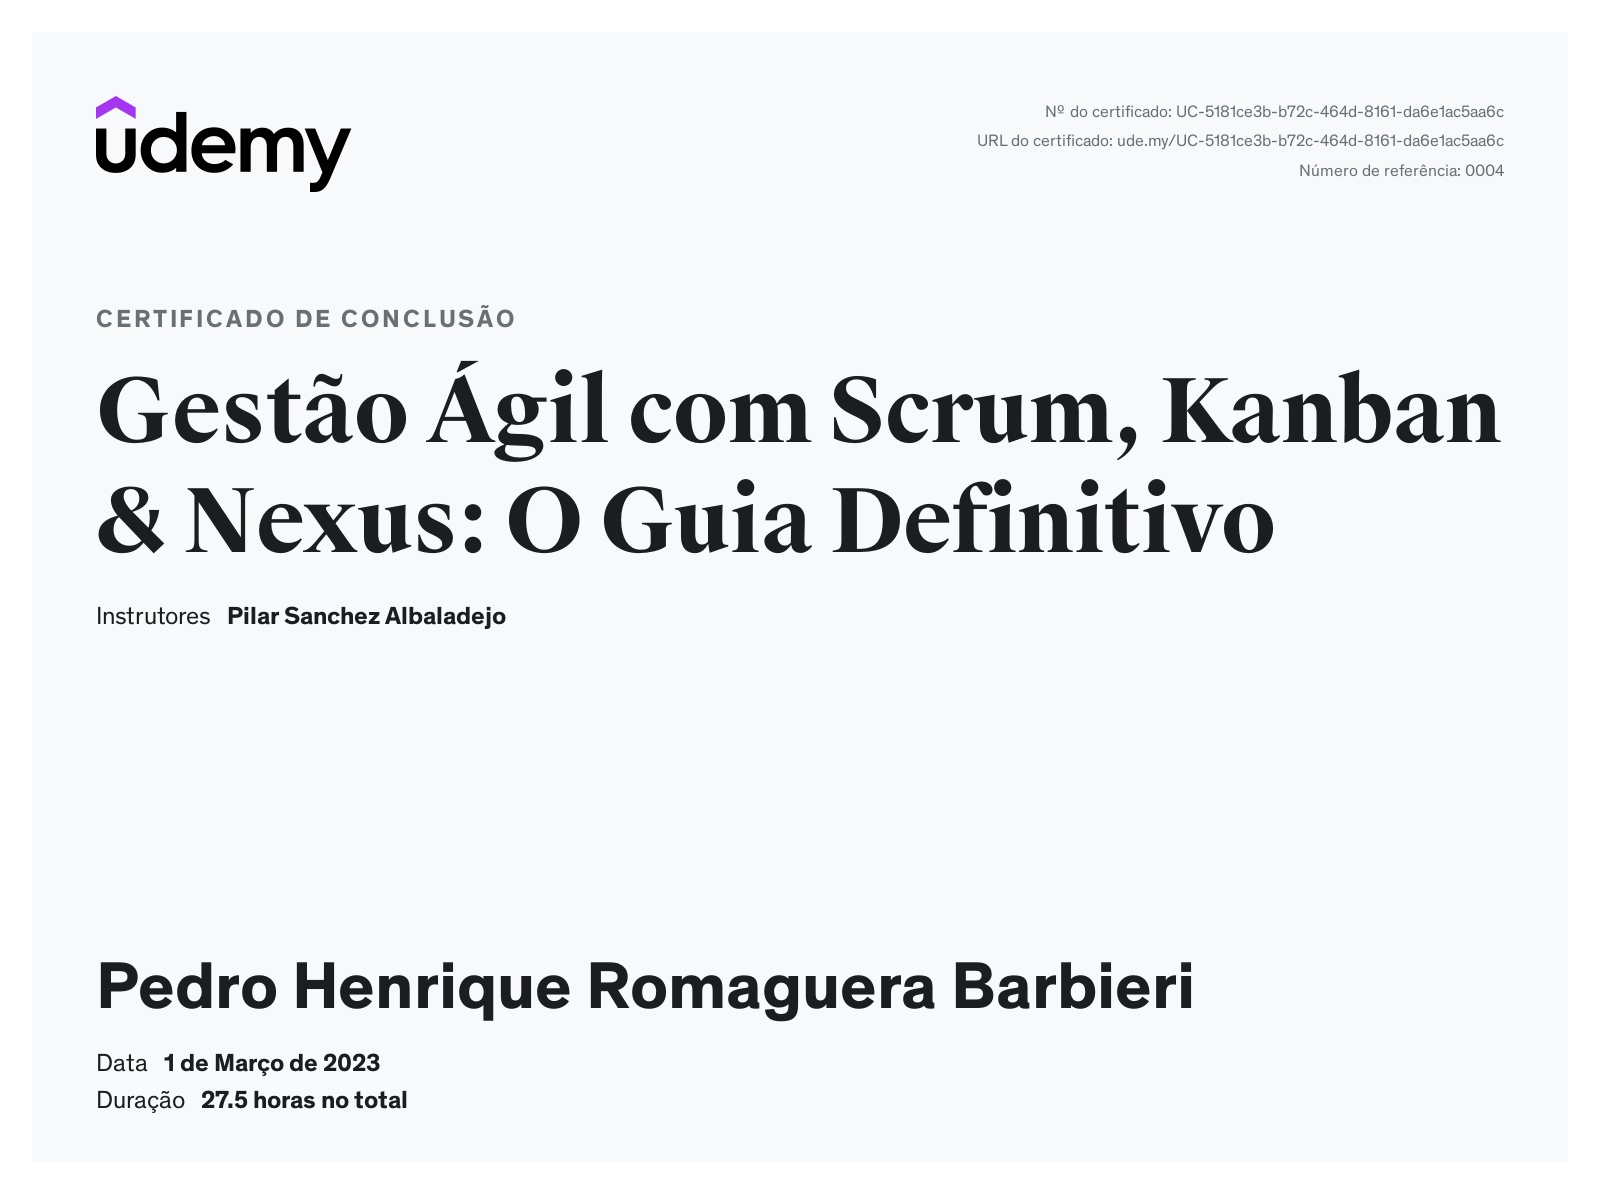 udemy
Nº do certificado: UC-5181ce3b-b72c-464d-8161-da6e1ac5aa6c
URL do certificado: ude.my/UC-5181ce3b-b72c-464d-8161-da6e1ac5aa6c
Número de referência: 0004
CERTIFICADO DE CONCLUSÃO
Gestão Ágil com Scrum, Kanban
& Nexus: O Guia Definitivo
Instrutores Pilar Sanchez Albaladejo
Pedro Henrique Romaguera Barbieri
Data 1 de Março de 2023
Duração 27.5 horas no total